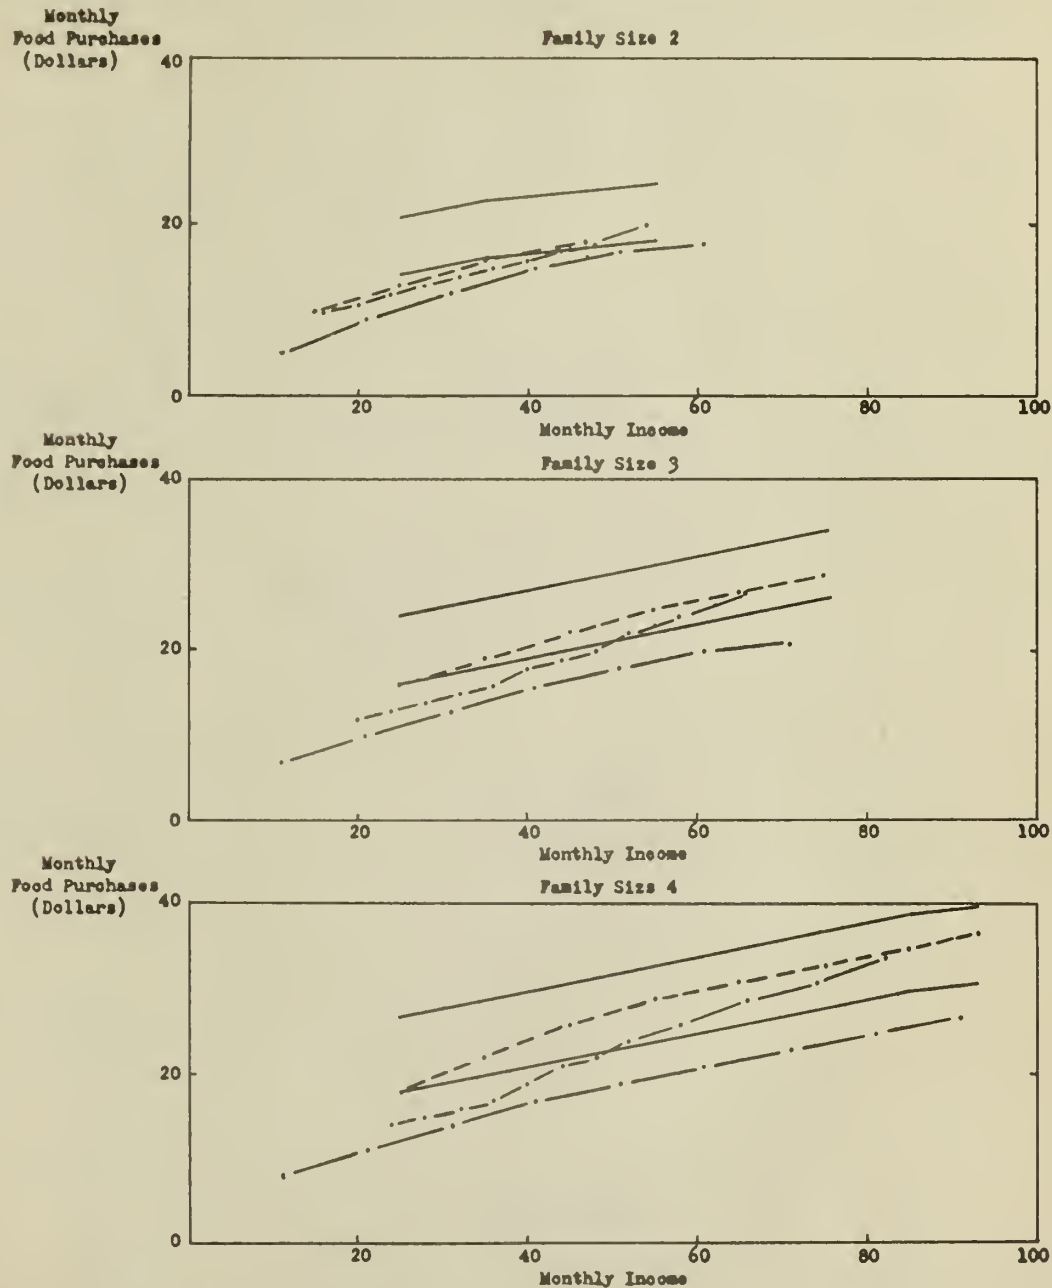 Monthly
Food Purchases
(Dollars)
Family Size 2
40
20
0
20
40
60
80
100
Monthly Income
Monthly
Food Purchases
(Dollars)
Family Size 3
40
20
0
20
40
60
80
100
Monthly Income
Monthly
Food Purchases
(Dollars)
Family Size 4
40
20
0
20
40
60
80
100
Monthly Income